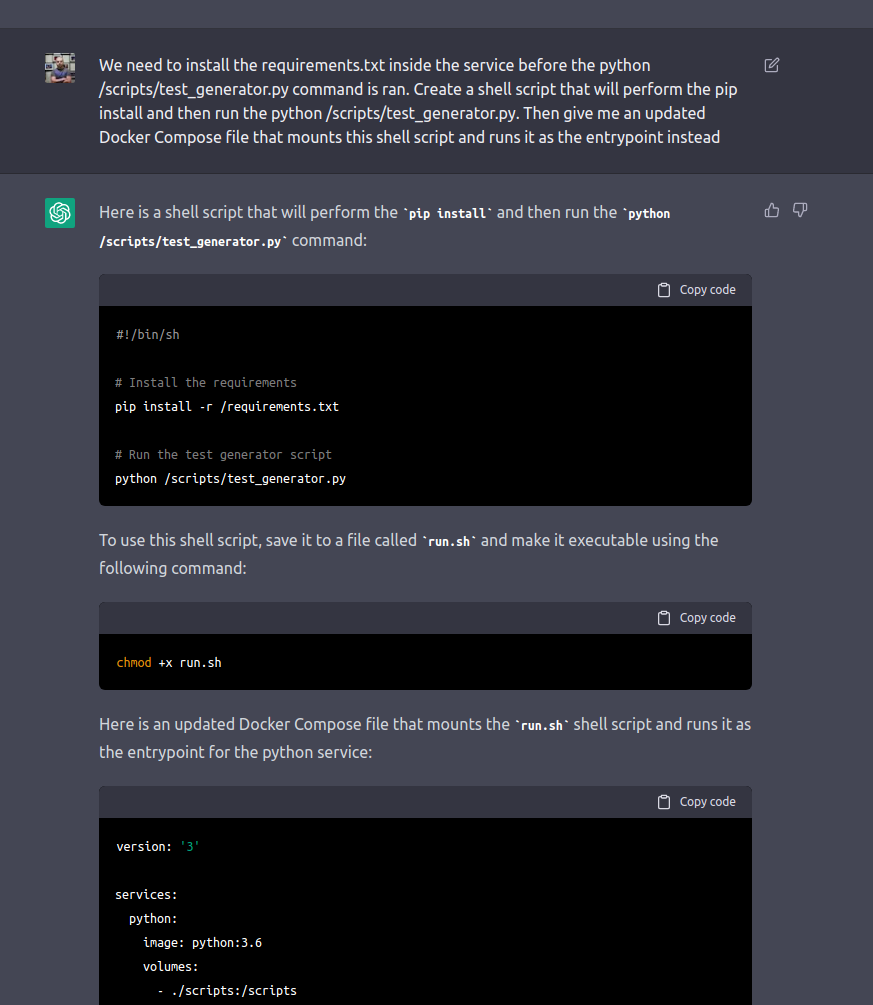 We need to install the requirements.txt inside the service before the python
/scripts/test_generator.py command is ran. Create a shell script that will perform the pip
install and then run the python /scripts/test_generator.py. Then give me an updated
Docker Compose file that mounts this shell script and runs it as the entrypoint instead
Here is a shell script that will perform the `pip install` and then run the `python
/scripts/test_generator.py` command:
Copy code
#!/bin/sh
# Install the requirements
pip install -r /requirements.txt
# Run the test generator script
python /scripts/test_generator.py
To use this shell script, save it to a file called `run.sh` and make it executable using the
following command:
Copy code
chmod +x run.sh
Here is an updated Docker Compose file that mounts the `run.sh` shell script and runs it as
the entrypoint for the python service:
Copy code
version: '3'
services:
  python:
    image: python:3.6
    volumes:
      - ./scripts:/scripts